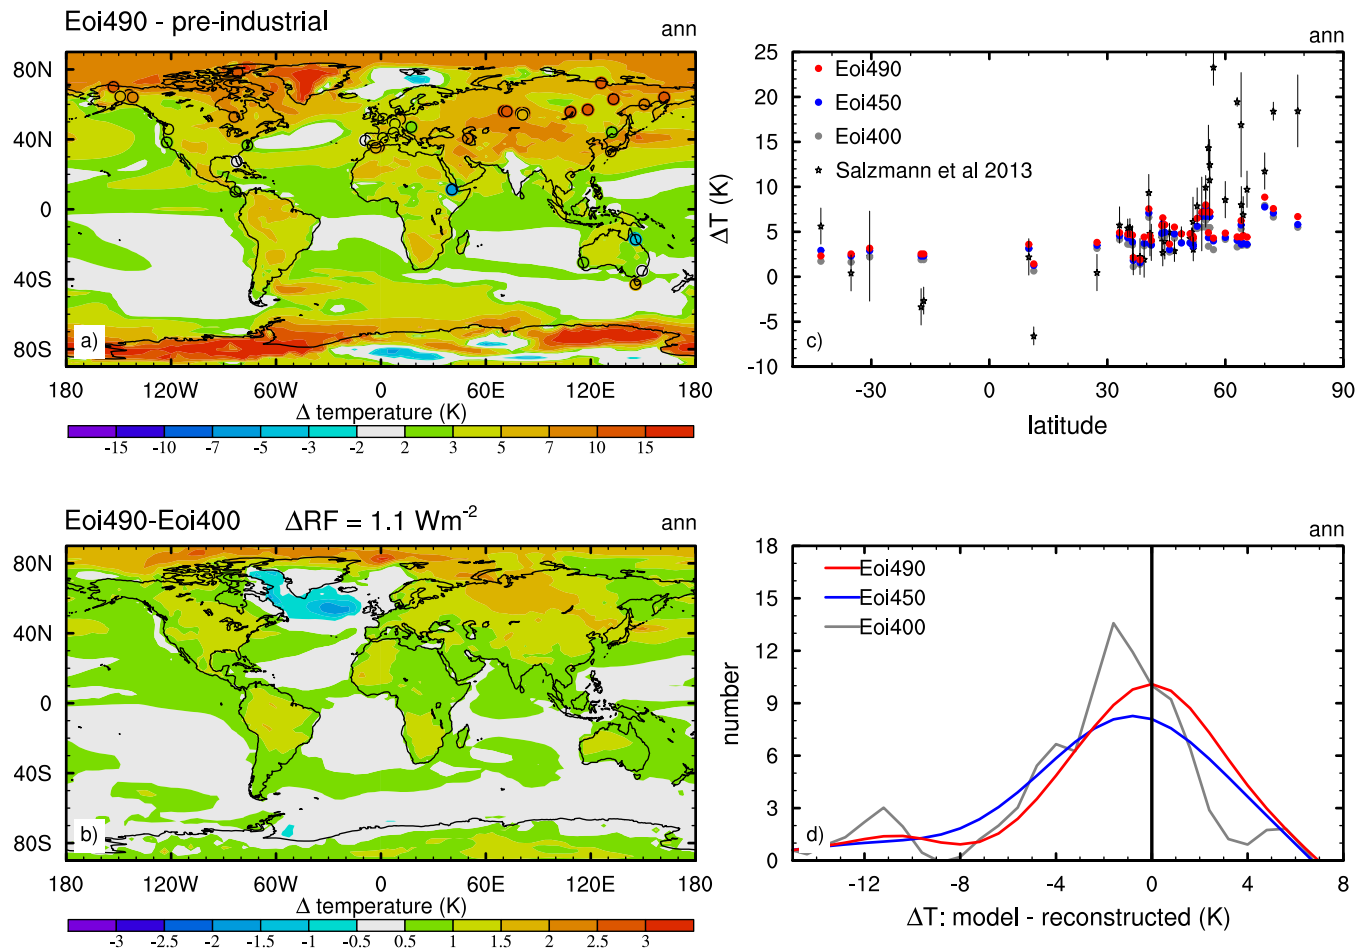 Eoi490 - pre-industrial
ann
80N
40N
0
40S
80S
a)
180 120W 60W 0 60E 120E 180
Δ temperature (K)
-15 -10 -7 -5 -3 -2 2 3 5 7 10 15
ann
25
20
15
10
5
0
-5
-10
ΔT (K)
Eoi490
Eoi450
Eoi400
Salzmann et al 2013
c)
-30 0 30 60 90
latitude
Eoi490-Eoi400 ΔRF = 1.1 Wm⁻²
ann
80N
40N
0
40S
80S
b)
180 120W 60W 0 60E 120E 180
Δ temperature (K)
-3 -2.5 -2 -1.5 -1 -0.5 0.5 1 1.5 2 2.5 3
ann
18
15
12
9
6
3
0
number
Eoi490
Eoi450
Eoi400
d)
-12 -8 -4 0 4 8
ΔT: model - reconstructed (K)